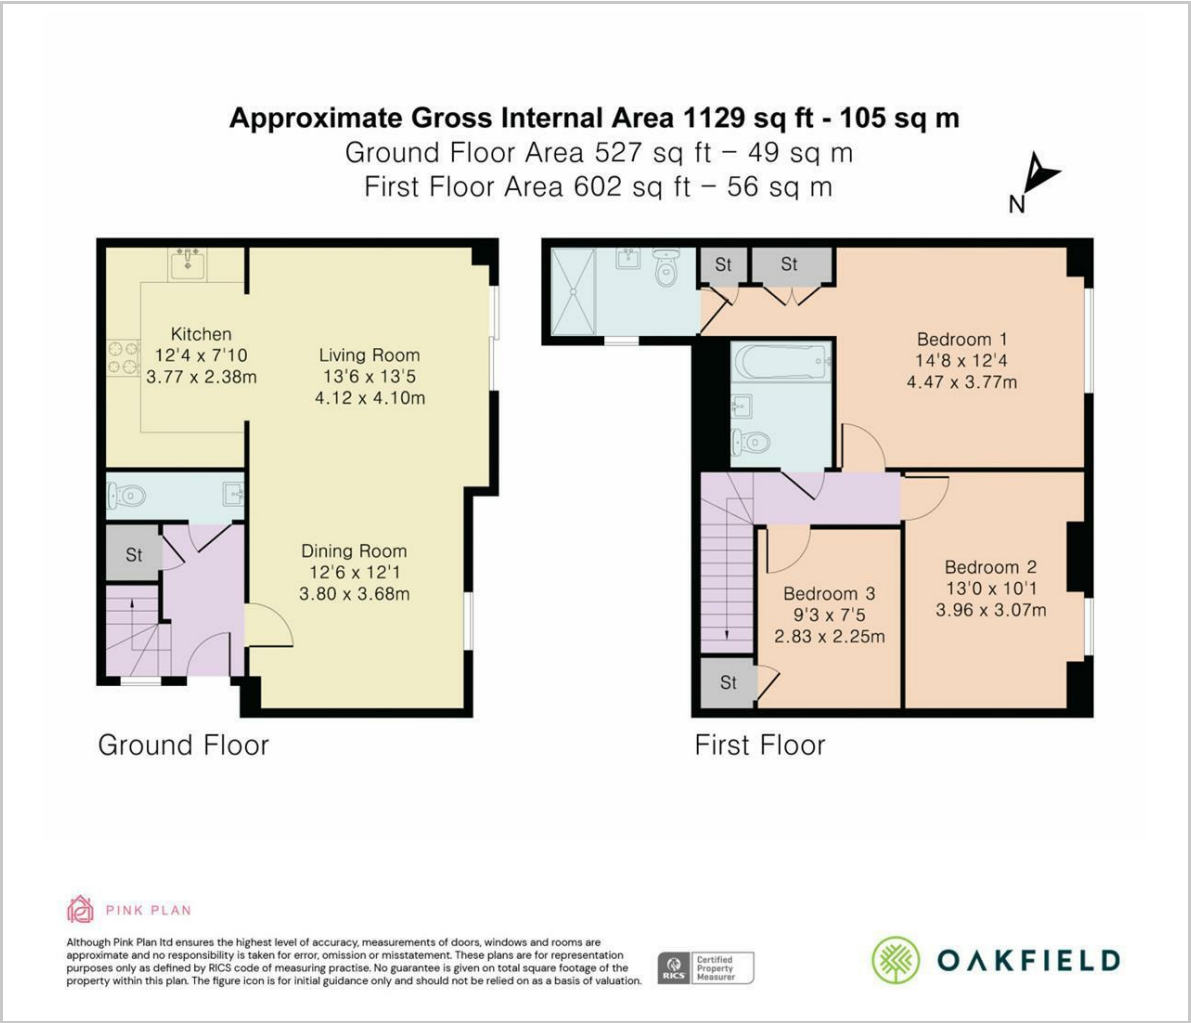 Approximate Gross Internal Area 1129 sq ft - 105 sq m
Ground Floor Area 527 sq ft – 49 sq m
First Floor Area 602 sq ft – 56 sq m
N
Kitchen
12'4 x 7'10
3.77 x 2.38m
Living Room
13'6 x 13'5
4.12 x 4.10m
St
Dining Room
12'6 x 12'1
3.80 x 3.68m
Ground Floor
St
St
Bedroom 1
14'8 x 12'4
4.47 x 3.77m
Bedroom 2
13'0 x 10'1
3.96 x 3.07m
Bedroom 3
9'3 x 7'5
2.83 x 2.25m
St
First Floor
PINK PLAN
Although Pink Plan ltd ensures the highest level of accuracy, measurements of doors, windows and rooms are
approximate and no responsibility is taken for error, omission or misstatement. These plans are for representation
purposes only as defined by RICS code of measuring practise. No guarantee is given on total square footage of the
property within this plan. The figure icon is for initial guidance only and should not be relied on as a basis of valuation.
RICS
Certified
Property
Measurer
OAKFIELD